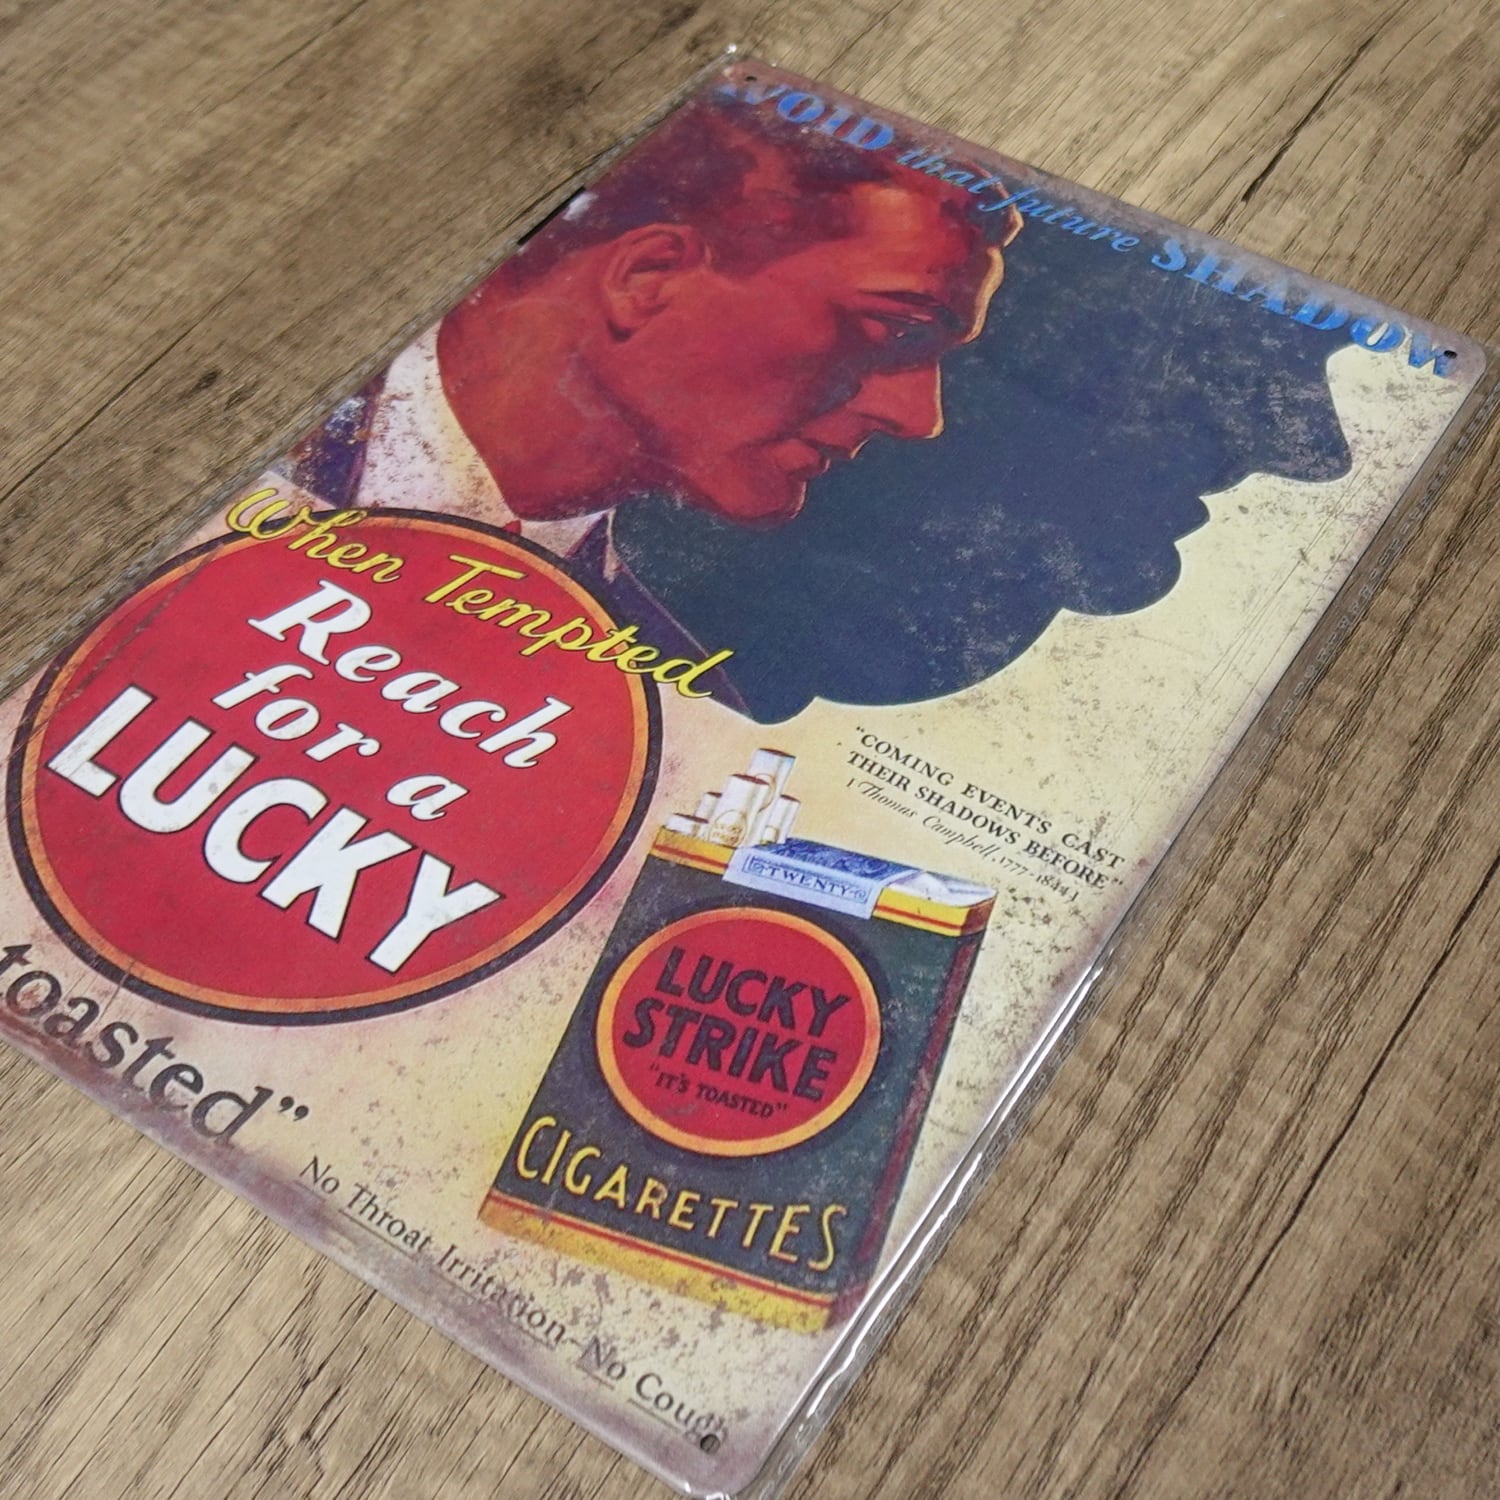 AVOID that future SHADOW
When Tempted
Reach
for a
LUCKY
"COMING EVENTS CAST
THEIR SHADOWS BEFORE"
(Thomas Campbell, 1777-1844)
TWENTY
LUCKY
STRIKE
"IT'S TOASTED"
CIGARETTES
toasted"
No Throat Irritation-No Cough